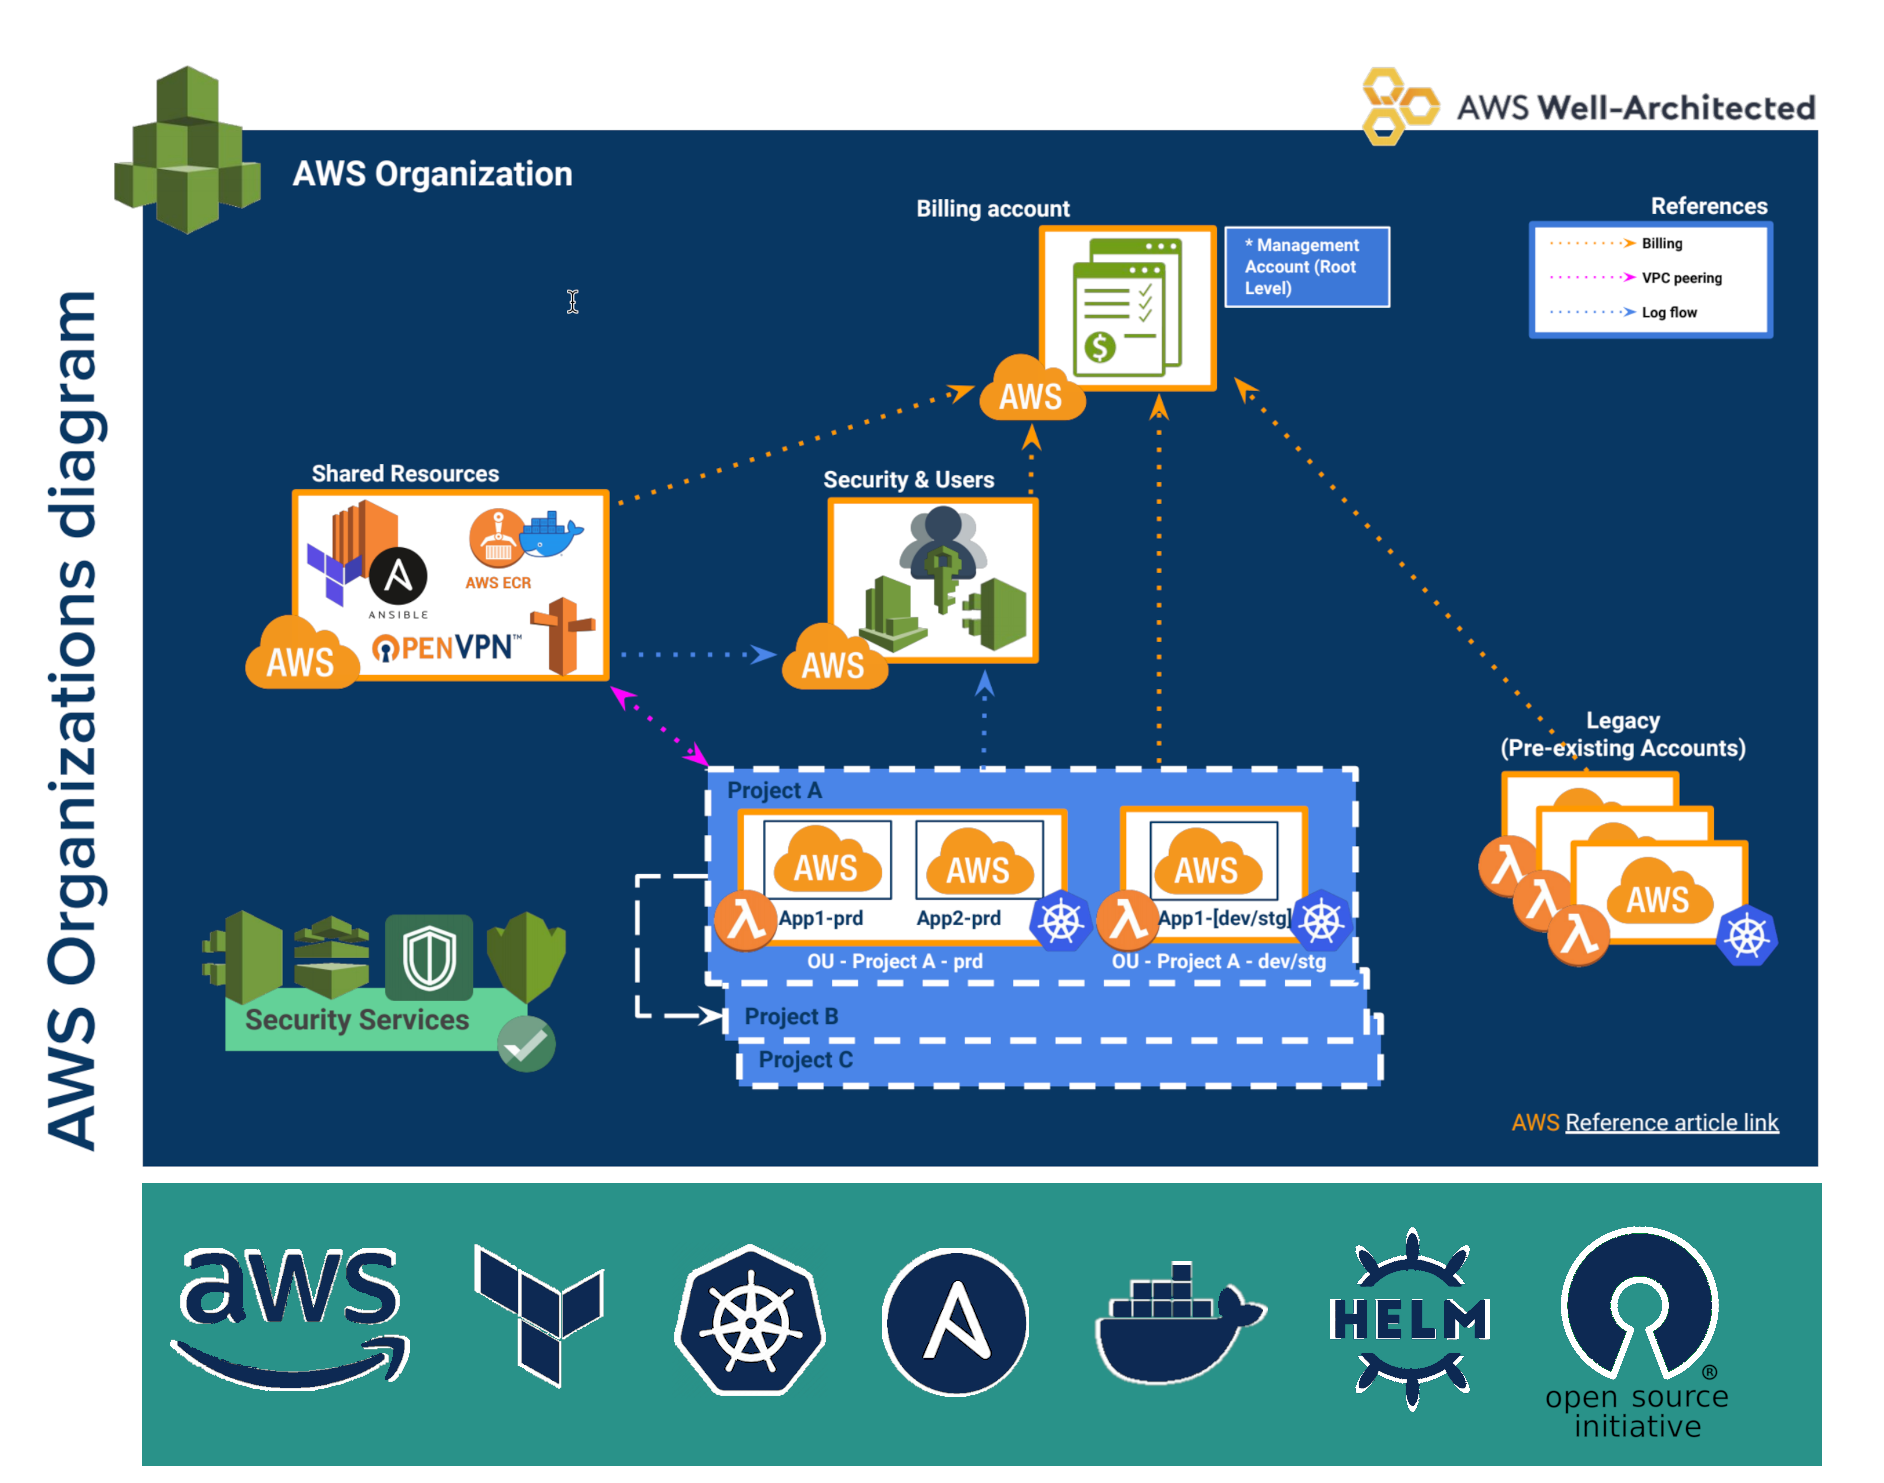 AWS Organizations diagram
AWS Well-Architected
AWS Organization
Billing account
* Management
Account (Root
Level)
References
Billing
VPC peering
Log flow
AWS
Shared Resources
AWS ECR
ANSIBLE
OPENVPN™
AWS
Security & Users
AWS
Legacy
(Pre-existing Accounts)
AWS
Project A
AWS
AWS
AWS
App1-prd
App2-prd
App1-[dev/stg]
OU - Project A - prd
OU - Project A - dev/stg
Project B
Project C
Security Services
AWS Reference article link
aws
HELM
®
open source
initiative